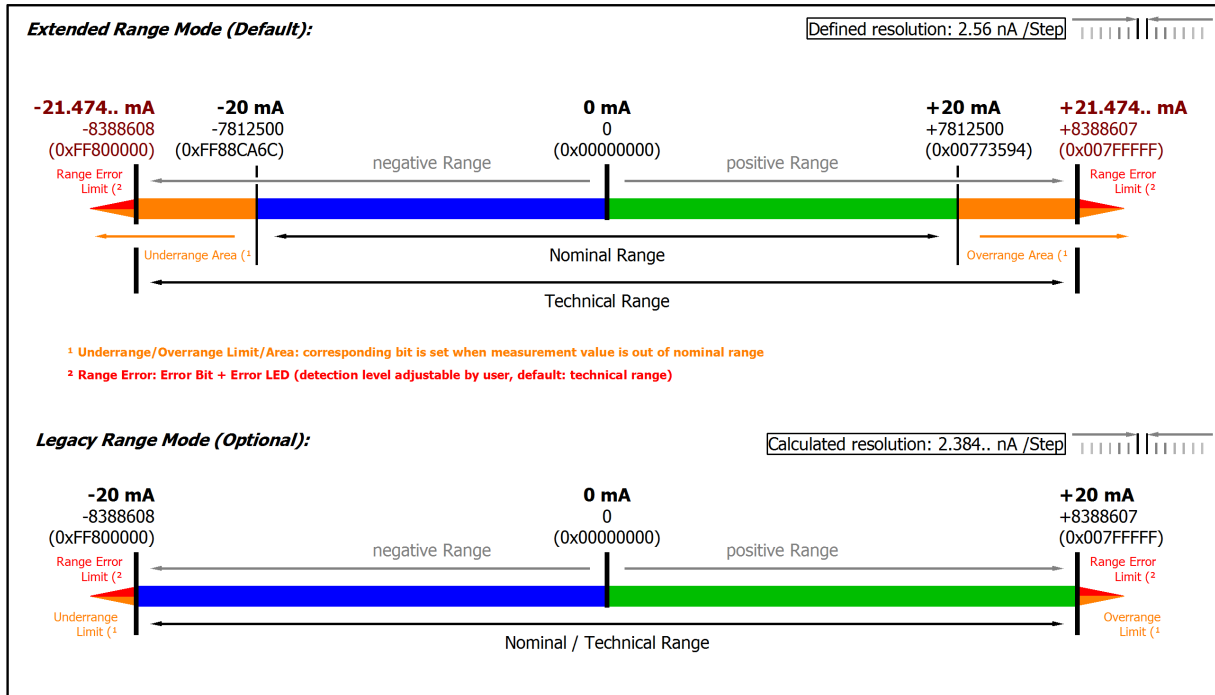 Extended Range Mode (Default):
Defined resolution: 2.56 nA /Step
-21.474.. mA
-8388608
(0xFF800000)
-20 mA
-7812500
(0xFF88CA6C)
0 mA
0
(0x00000000)
+20 mA
+7812500
(0x00773594)
+21.474.. mA
+8388607
(0x007FFFFF)
negative Range
positive Range
Range Error
Limit (²
Range Error
Limit (²
Underrange Area (¹
Nominal Range
Overrange Area (¹
Technical Range
¹ Underrange/Overrange Limit/Area: corresponding bit is set when measurement value is out of nominal range
² Range Error: Error Bit + Error LED (detection level adjustable by user, default: technical range)
Legacy Range Mode (Optional):
Calculated resolution: 2.384.. nA /Step
-20 mA
-8388608
(0xFF800000)
0 mA
0
(0x00000000)
+20 mA
+8388607
(0x007FFFFF)
negative Range
positive Range
Range Error
Limit (²
Range Error
Limit (²
Underrange
Limit (¹
Overrange
Limit (¹
Nominal / Technical Range